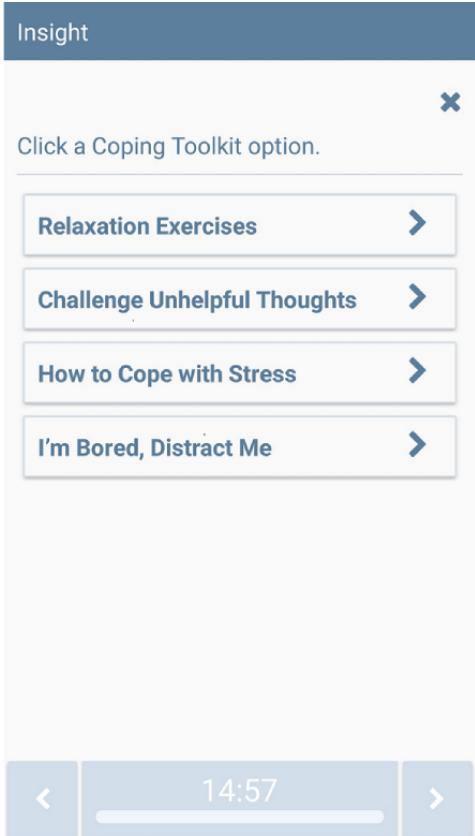 Insight
Click a Coping Toolkit option.
Relaxation Exercises
Challenge Unhelpful Thoughts
How to Cope with Stress
I'm Bored, Distract Me
14:57